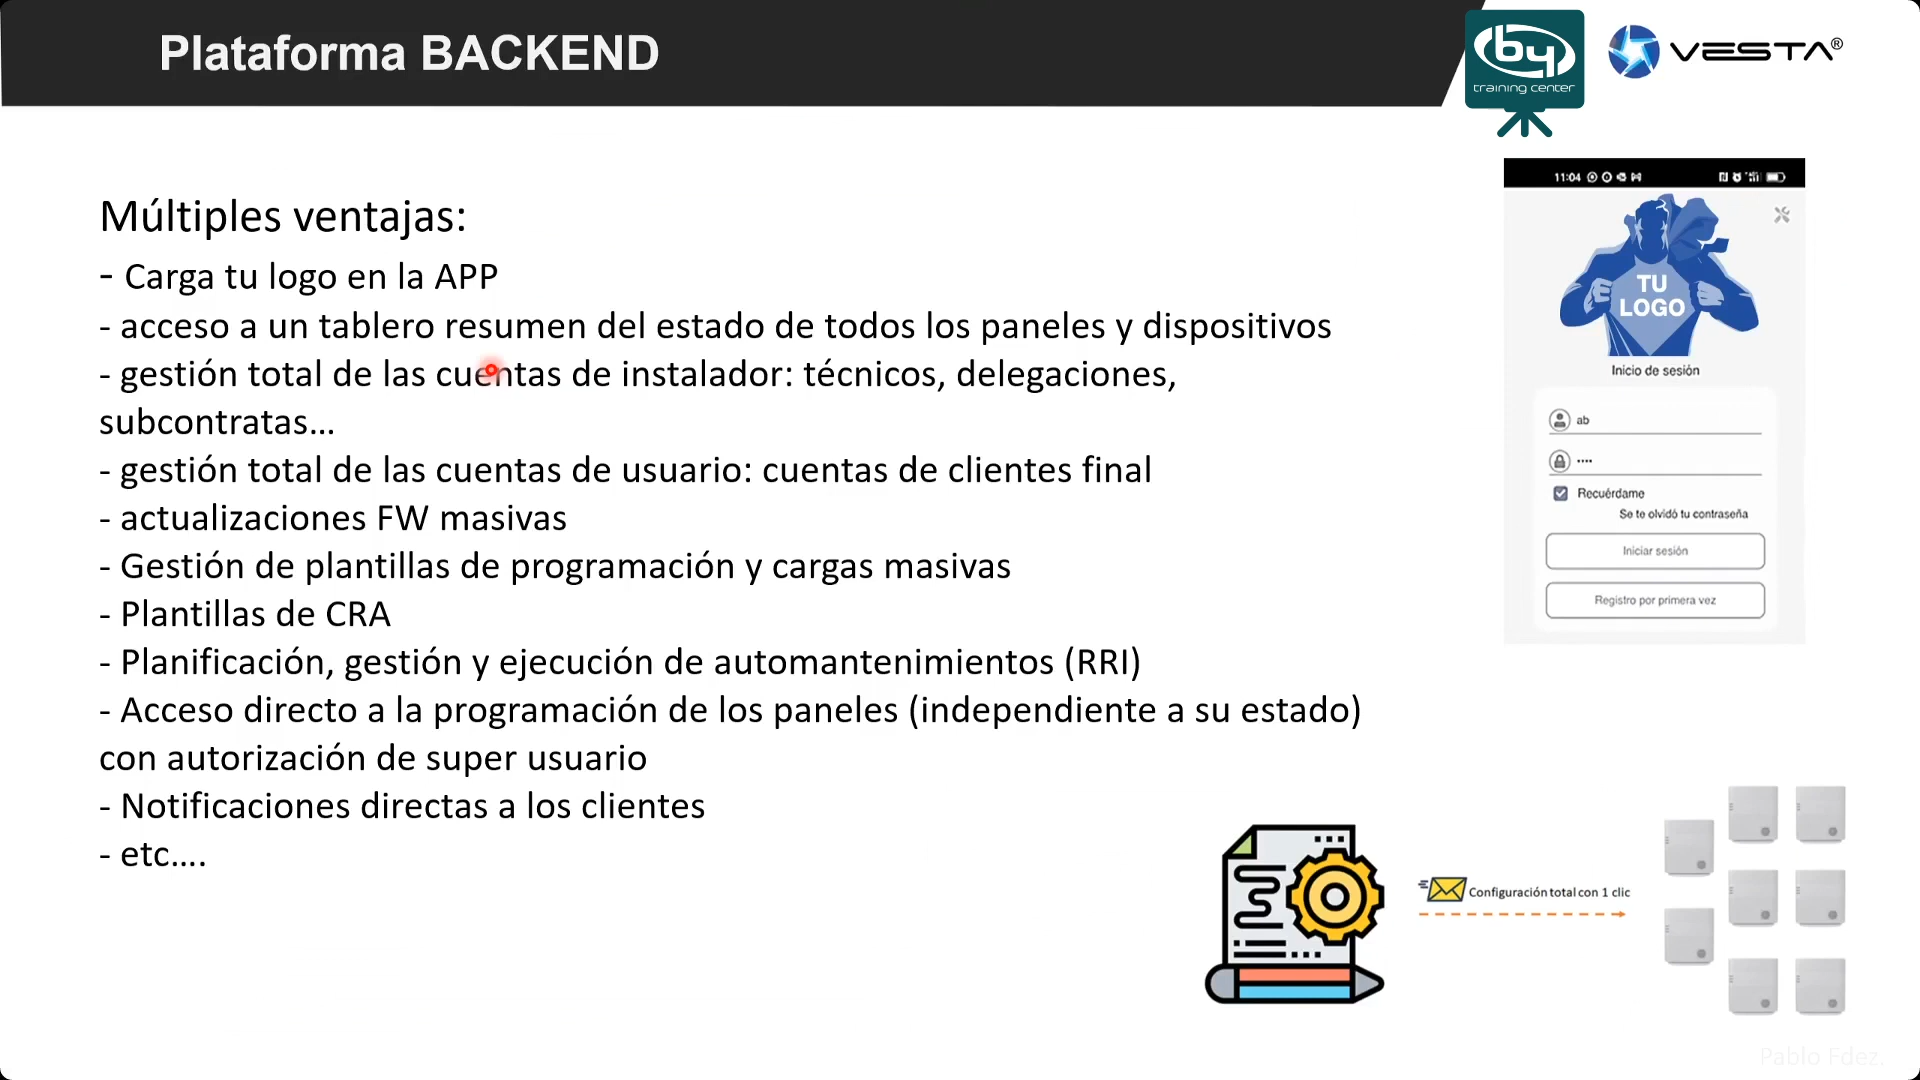 Plataforma BACKEND
by
training center
VESTA®
Múltiples ventajas:
- Carga tu logo en la APP
- acceso a un tablero resumen del estado de todos los paneles y dispositivos
- gestión total de las cuentas de instalador: técnicos, delegaciones,
subcontratas...
- gestión total de las cuentas de usuario: cuentas de clientes final
- actualizaciones FW masivas
- Gestión de plantillas de programación y cargas masivas
- Plantillas de CRA
- Planificación, gestión y ejecución de automantenimientos (RRI)
- Acceso directo a la programación de los paneles (independiente a su estado)
con autorización de super usuario
- Notificaciones directas a los clientes
- etc....
11:04
TU
LOGO
Inicio de sesión
ab
Recuérdame
Se te olvidó tu contraseña
Iniciar sesión
Registro por primera vez
Configuración total con 1 clic
Pablo Fdez.